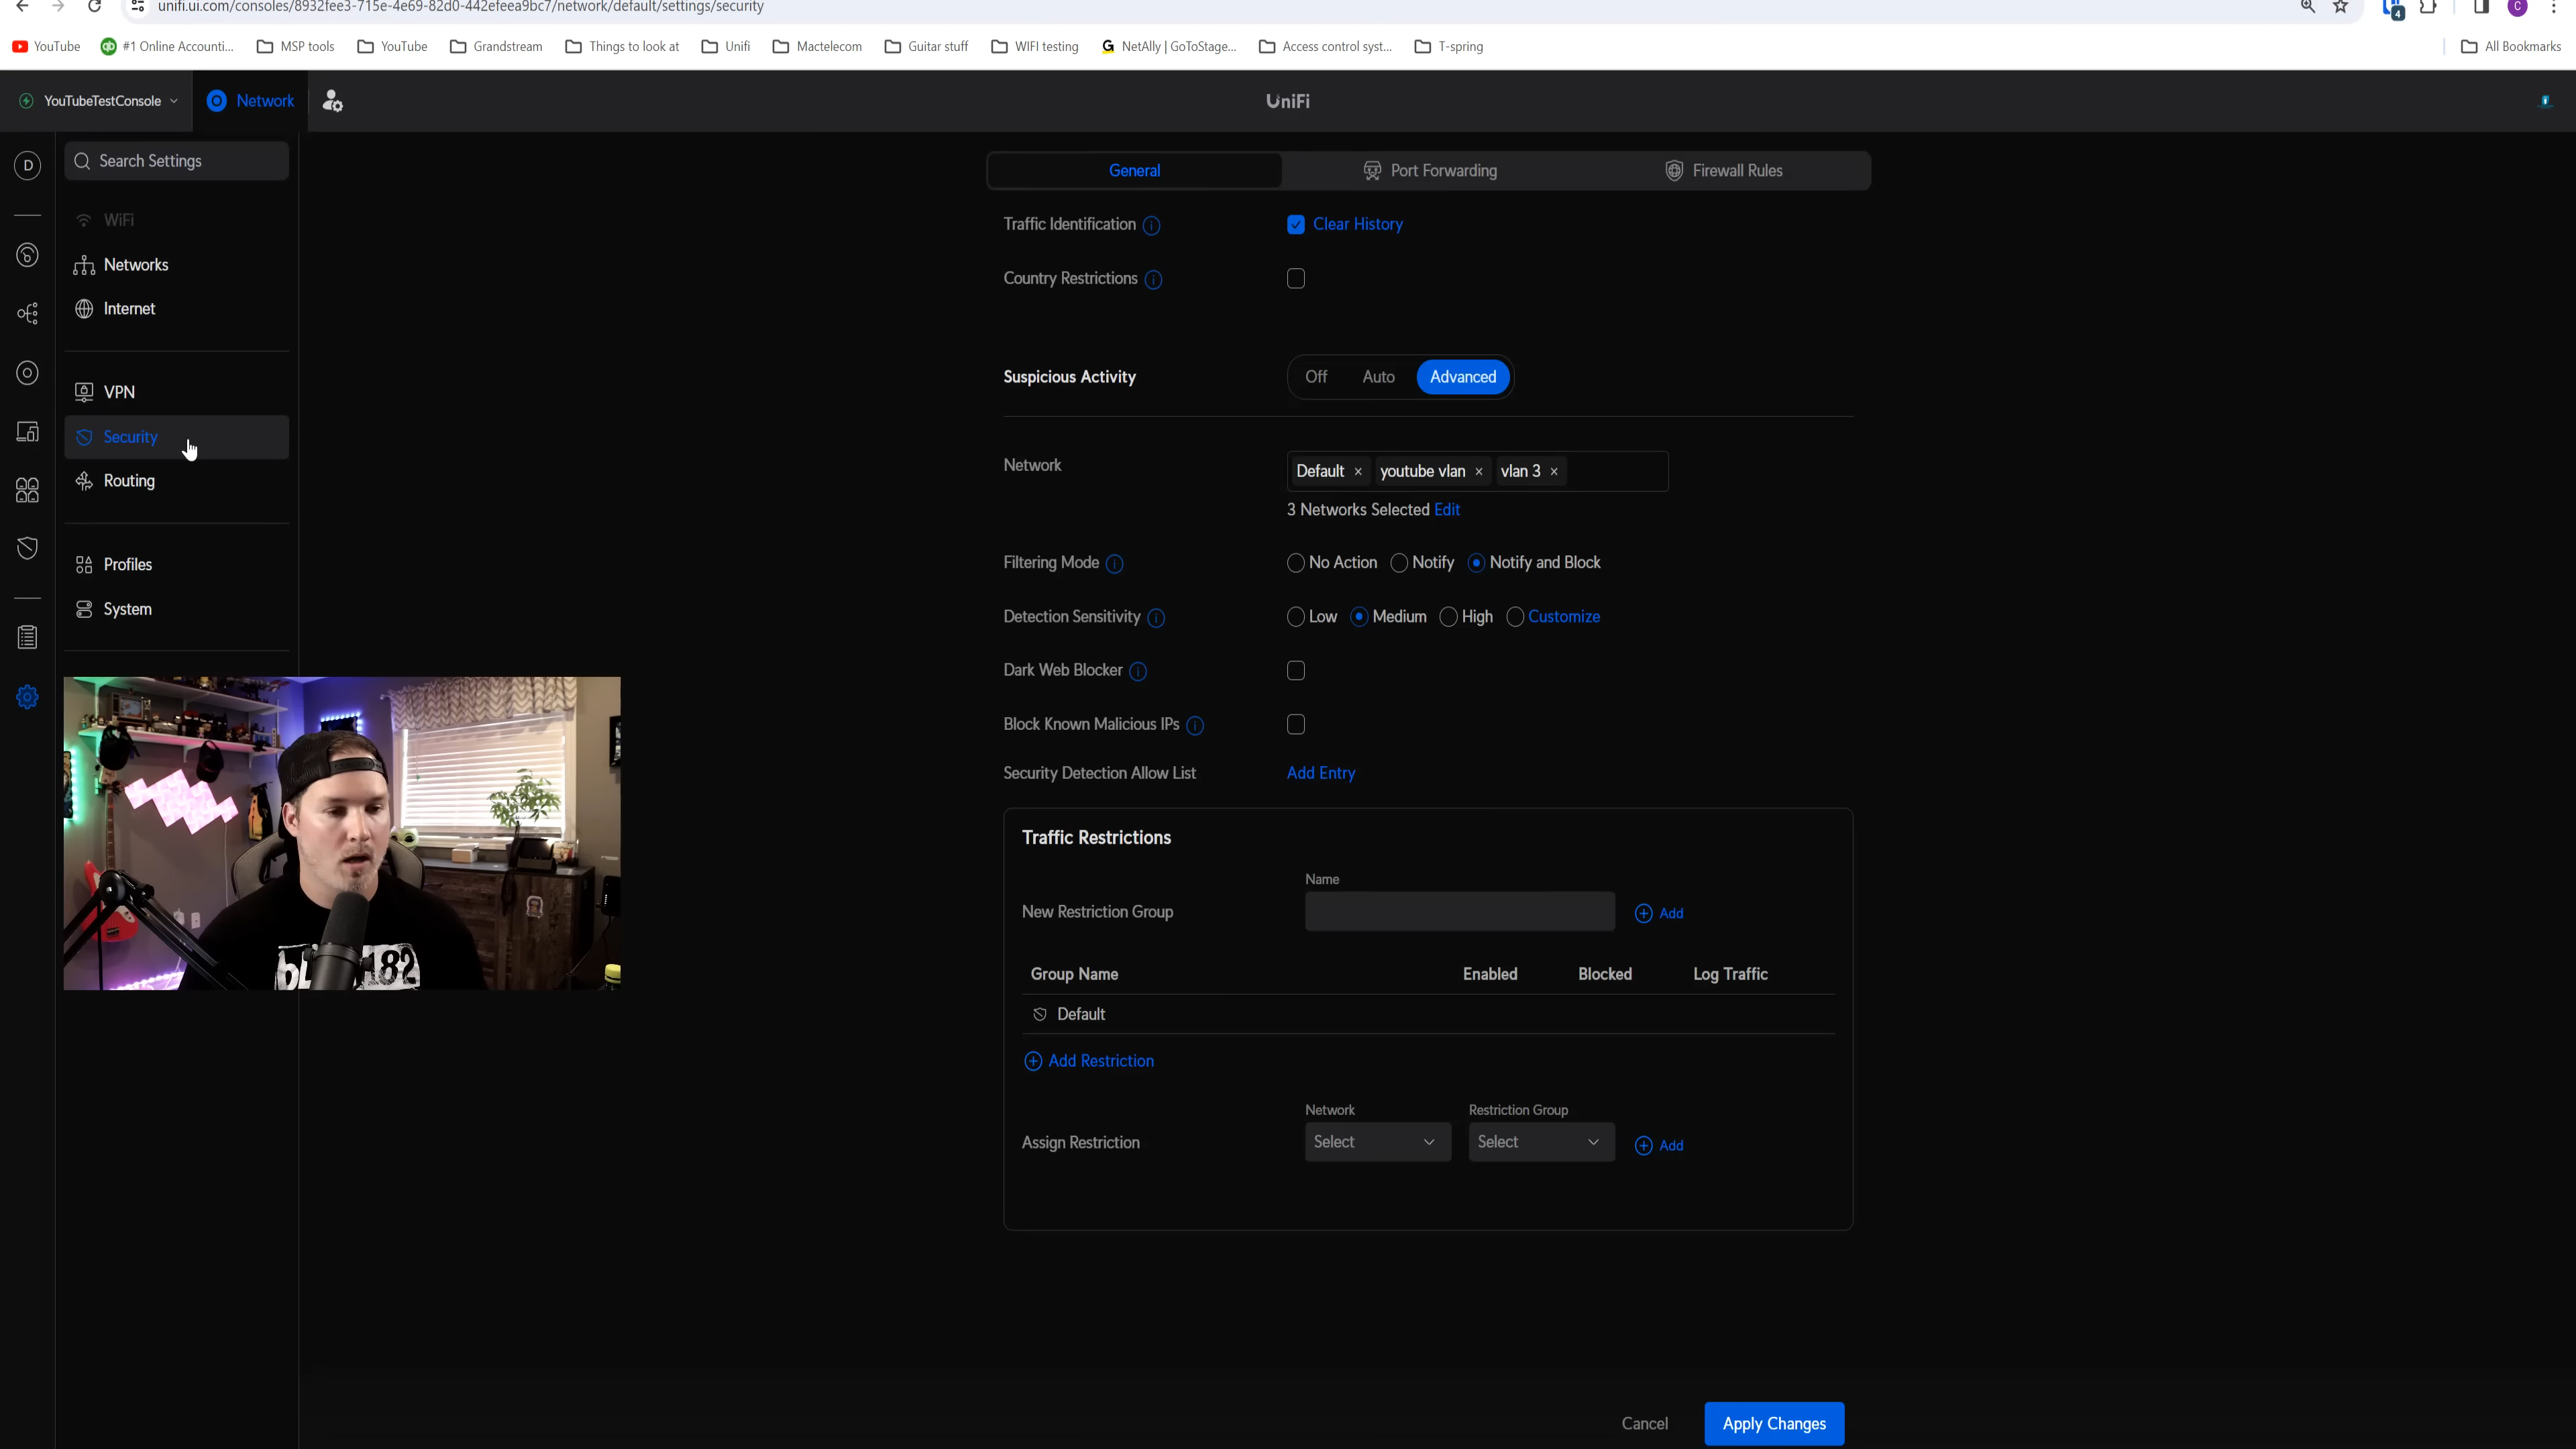 unifi.ui.com/consoles/8932fee3-715e-4e69-82d0-442efeea9bc7/network/default/settings/security
4
C
YouTube
#1 Online Accounti...
MSP tools
YouTube
Grandstream
Things to look at
Unifi
Mactelecom
Guitar stuff
WIFI testing
NetAlly | GoToStage...
Access control syst...
T-spring
All Bookmarks
YouTubeTestConsole
Network
UniFi
D
Search Settings
WiFi
Networks
Internet
VPN
Security
Routing
Profiles
System
General
Port Forwarding
Firewall Rules
Traffic Identification
Clear History
Country Restrictions
Suspicious Activity
Off Auto Advanced
Network
Default × youtube vlan × vlan 3 ×
3 Networks Selected Edit
Filtering Mode
No Action Notify Notify and Block
Detection Sensitivity
Low Medium High Customize
Dark Web Blocker
Block Known Malicious IPs
Security Detection Allow List
Add Entry
Traffic Restrictions
Name
New Restriction Group
Add
Group Name Enabled Blocked Log Traffic
Default
Add Restriction
Network Restriction Group
Assign Restriction
Select Select Add
Cancel Apply Changes
82